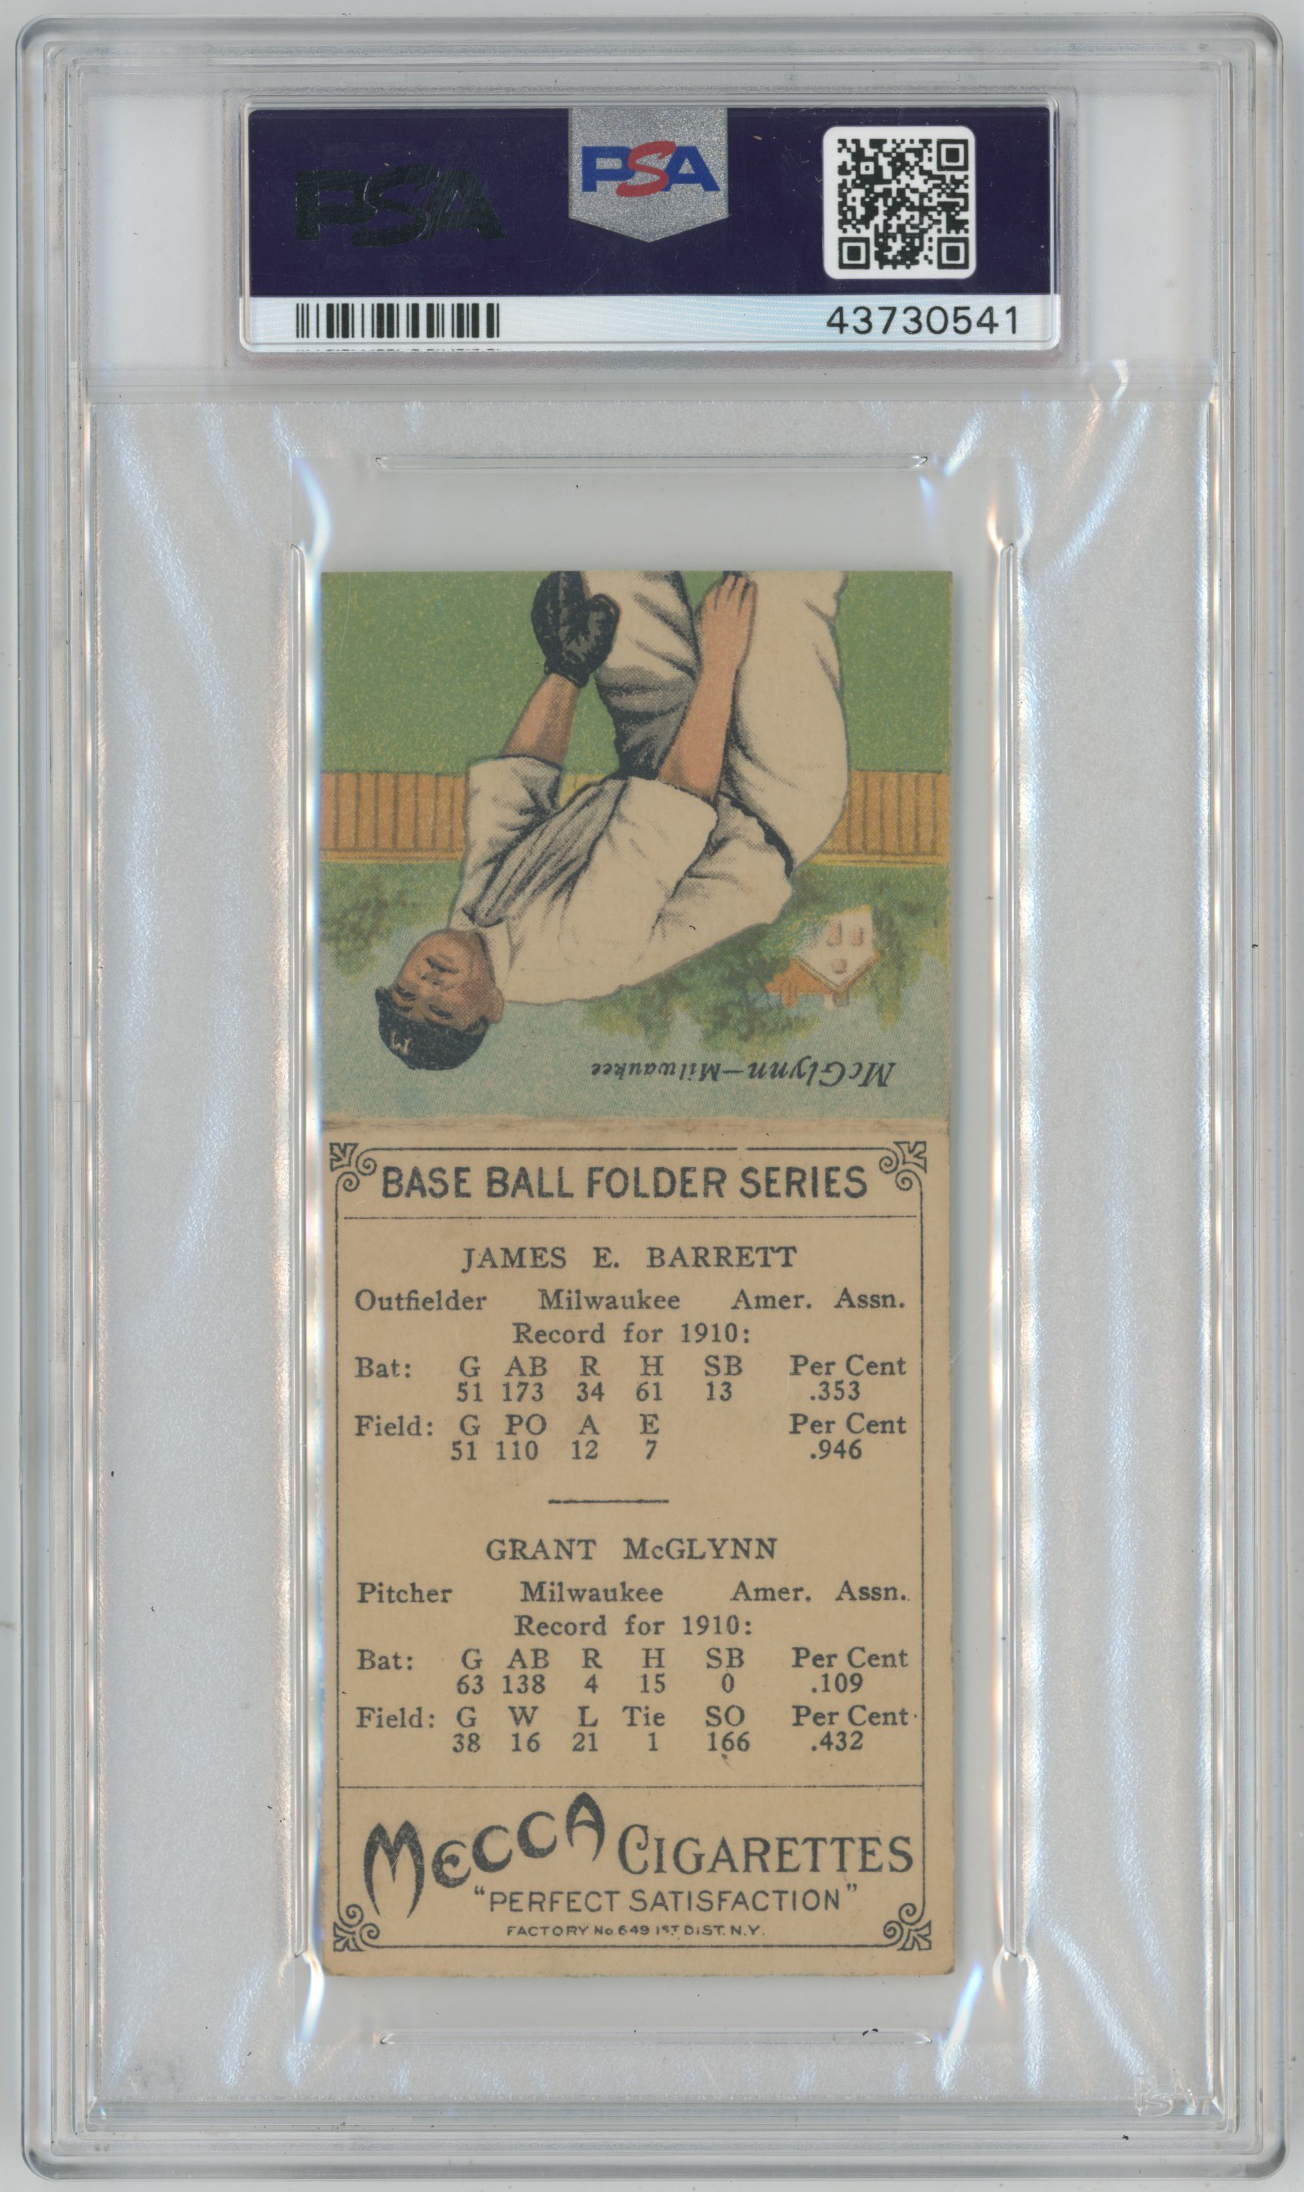 PSA
PSA
43730541
McGlynn—Milwaukee
BASE BALL FOLDER SERIES
JAMES E. BARRETT
Outfielder Milwaukee Amer. Assn.
Record for 1910:
Bat: G AB R H SB Per Cent
51 173 34 61 13 .353
Field: G PO A E Per Cent
51 110 12 7 .946
GRANT McGLYNN
Pitcher Milwaukee Amer. Assn.
Record for 1910:
Bat: G AB R H SB Per Cent
63 138 4 15 0 .109
Field: G W L Tie SO Per Cent
38 16 21 1 166 .432
MECCA CIGARETTES
"PERFECT SATISFACTION"
FACTORY No 649 1ST DIST. N.Y.
PSA